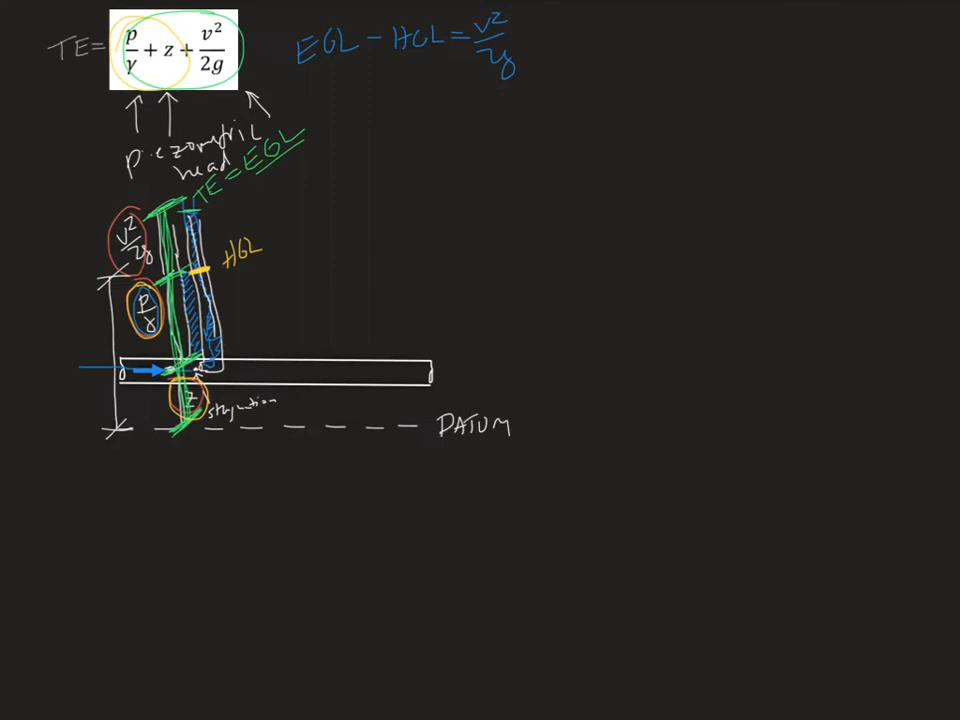 TE = p/γ + z + v²/2g
EGL - HGL = v²/2g
Piezometric
head
TE = EGL
v²/2g
HGL
P/γ
z
stagnation
DATUM